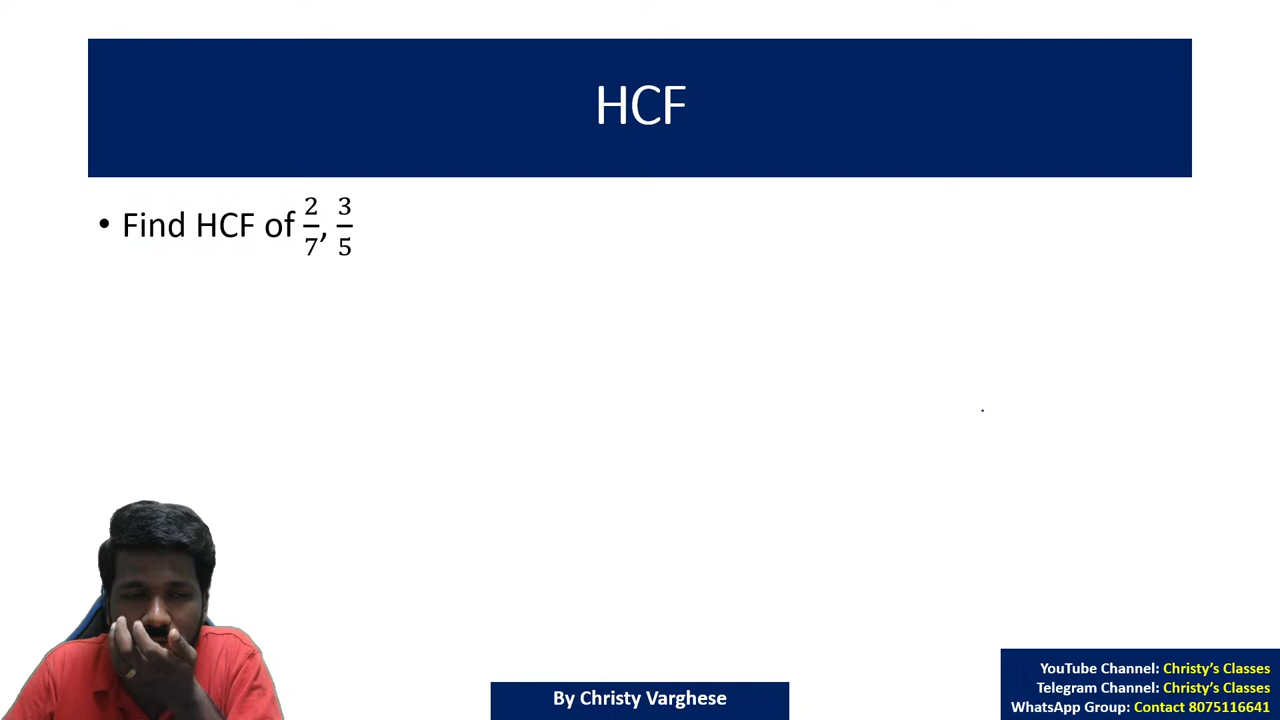 HCF
• Find HCF of 2/7, 3/5
By Christy Varghese
YouTube Channel: Christy's Classes
Telegram Channel: Christy's Classes
WhatsApp Group: Contact 8075116641